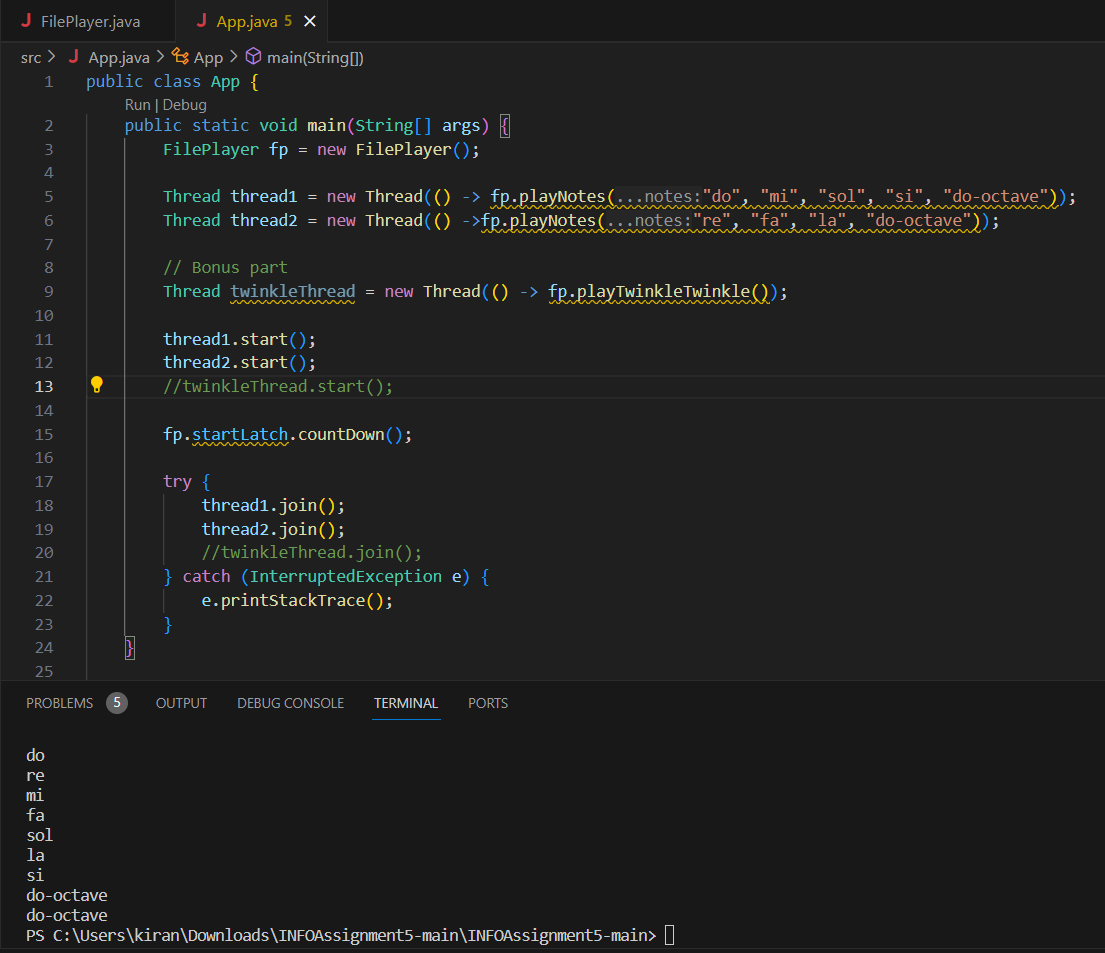 J FilePlayer.java J App.java 5 ×
src > J App.java > App > main(String[])
1 public class App {
Run | Debug
2 public static void main(String[] args) {
3 FilePlayer fp = new FilePlayer();
4
5 Thread thread1 = new Thread(() -> fp.playNotes(...notes:"do", "mi", "sol", "si", "do-octave"));
6 Thread thread2 = new Thread(() ->fp.playNotes(...notes:"re", "fa", "la", "do-octave"));
7
8 // Bonus part
9 Thread twinkleThread = new Thread(() -> fp.playTwinkleTwinkle());
10
11 thread1.start();
12 thread2.start();
13 //twinkleThread.start();
14
15 fp.startLatch.countDown();
16
17 try {
18 thread1.join();
19 thread2.join();
20 //twinkleThread.join();
21 } catch (InterruptedException e) {
22 e.printStackTrace();
23 }
24 }
25
PROBLEMS 5 OUTPUT DEBUG CONSOLE TERMINAL PORTS
do
re
mi
fa
sol
la
si
do-octave
do-octave
PS C:\Users\kiran\Downloads\INFOAssignment5-main\INFOAssignment5-main>